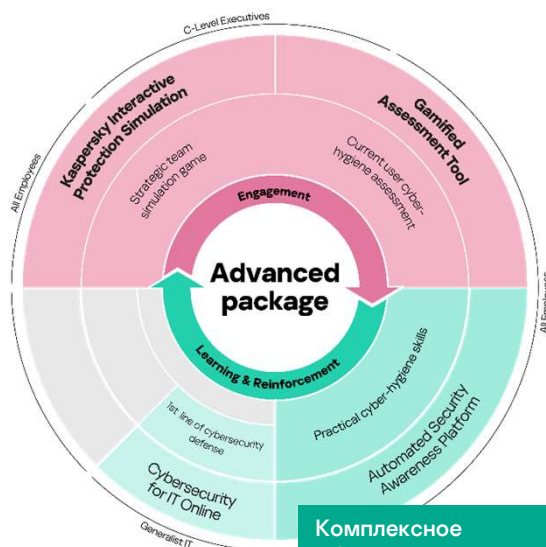 C-Level Executives
All Employees
Kaspersky Interactive
Protection Simulation
Gamified
Assessment Tool
Strategic team
simulation game
Current user cyber-
hygiene assessment
Engagement
Advanced
package
Learning & Reinforcement
All Employees
1st line of cybersecurity
defense
Practical cyber-hygiene skills
Cybersecurity
for IT Online
Automated Security
Awareness Platform
Generalist IT
Комплексное